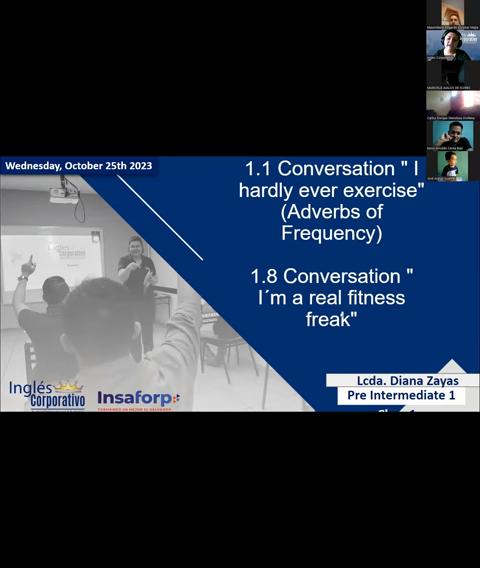 Wednesday, October 25th 2023
1.1 Conversation " I
hardly ever exercise"
(Adverbs of
Frequency)
1.8 Conversation "
I´m a real fitness
freak"
Lcda. Diana Zayas
Pre Intermediate 1
Inglés
Corporativo
Insaforp